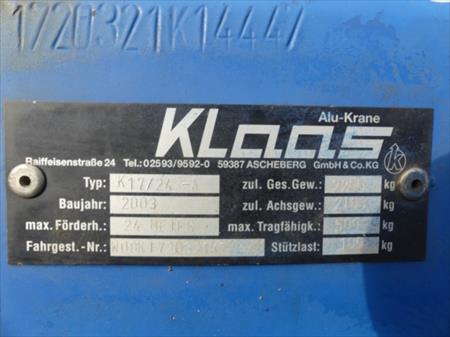 1720321K14447
Alu-Krane
KLaas
Raiffeisenstraße 24 Tel.: 02593/9592-0 59387 ASCHEBERG GmbH & Co.KG
Typ: K17/24 -A zul. Ges.Gew.: kg
Baujahr: 2003 zul. Achsgew.: kg
max. Förderh.: 24 METER max. Tragfähigk.: kg
Fahrgest.-Nr.: Stützlast: kg